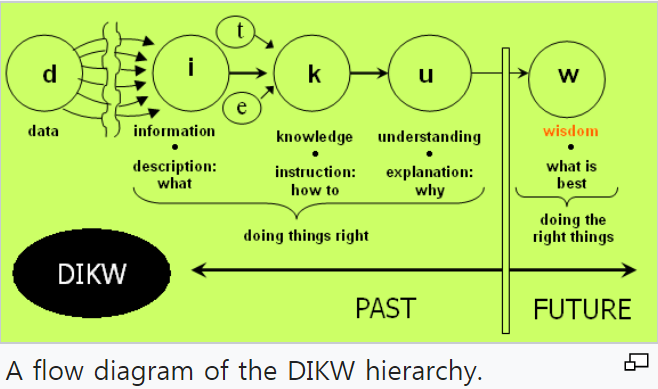 t
d
i
k
u
w
e
data
information
knowledge
understanding
wisdom
•
•
•
•
description:
what
instruction:
how to
explanation:
why
what is
best
doing things right
doing the
right things
DIKW
PAST
FUTURE
A flow diagram of the DIKW hierarchy.